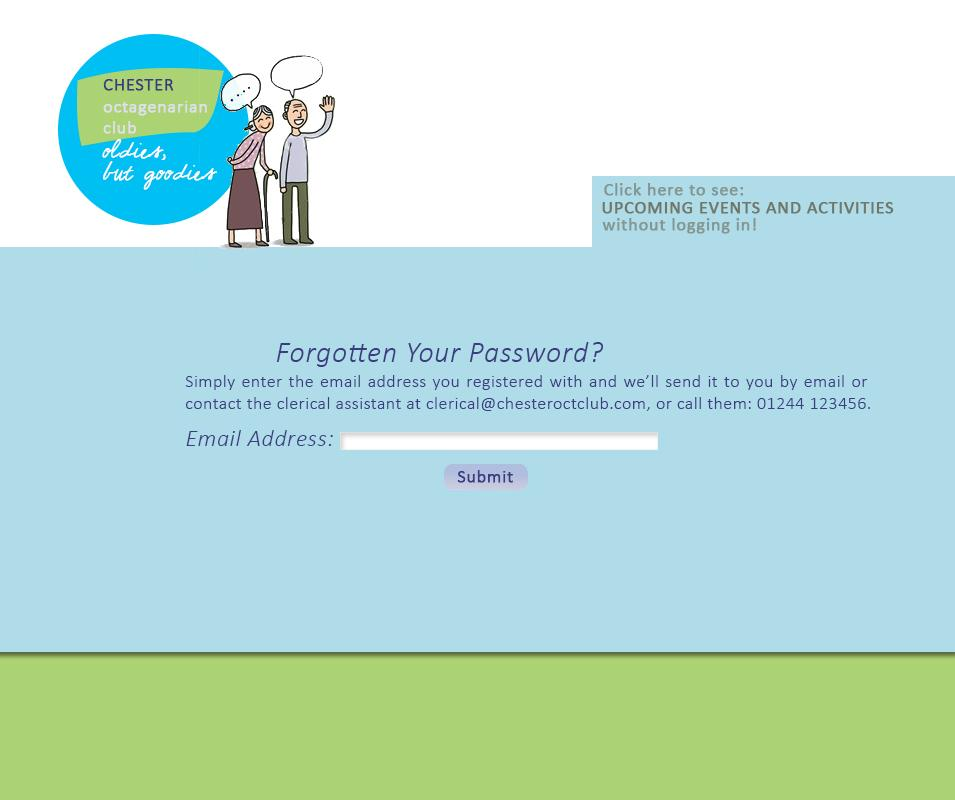 CHESTER
octagenarian
club
oldies,
but goodies
Click here to see:
UPCOMING EVENTS AND ACTIVITIES
without logging in!
Forgotten Your Password?
Simply enter the email address you registered with and we’ll send it to you by email or
contact the clerical assistant at clerical@chesteroctclub.com, or call them: 01244 123456.
Email Address:
Submit